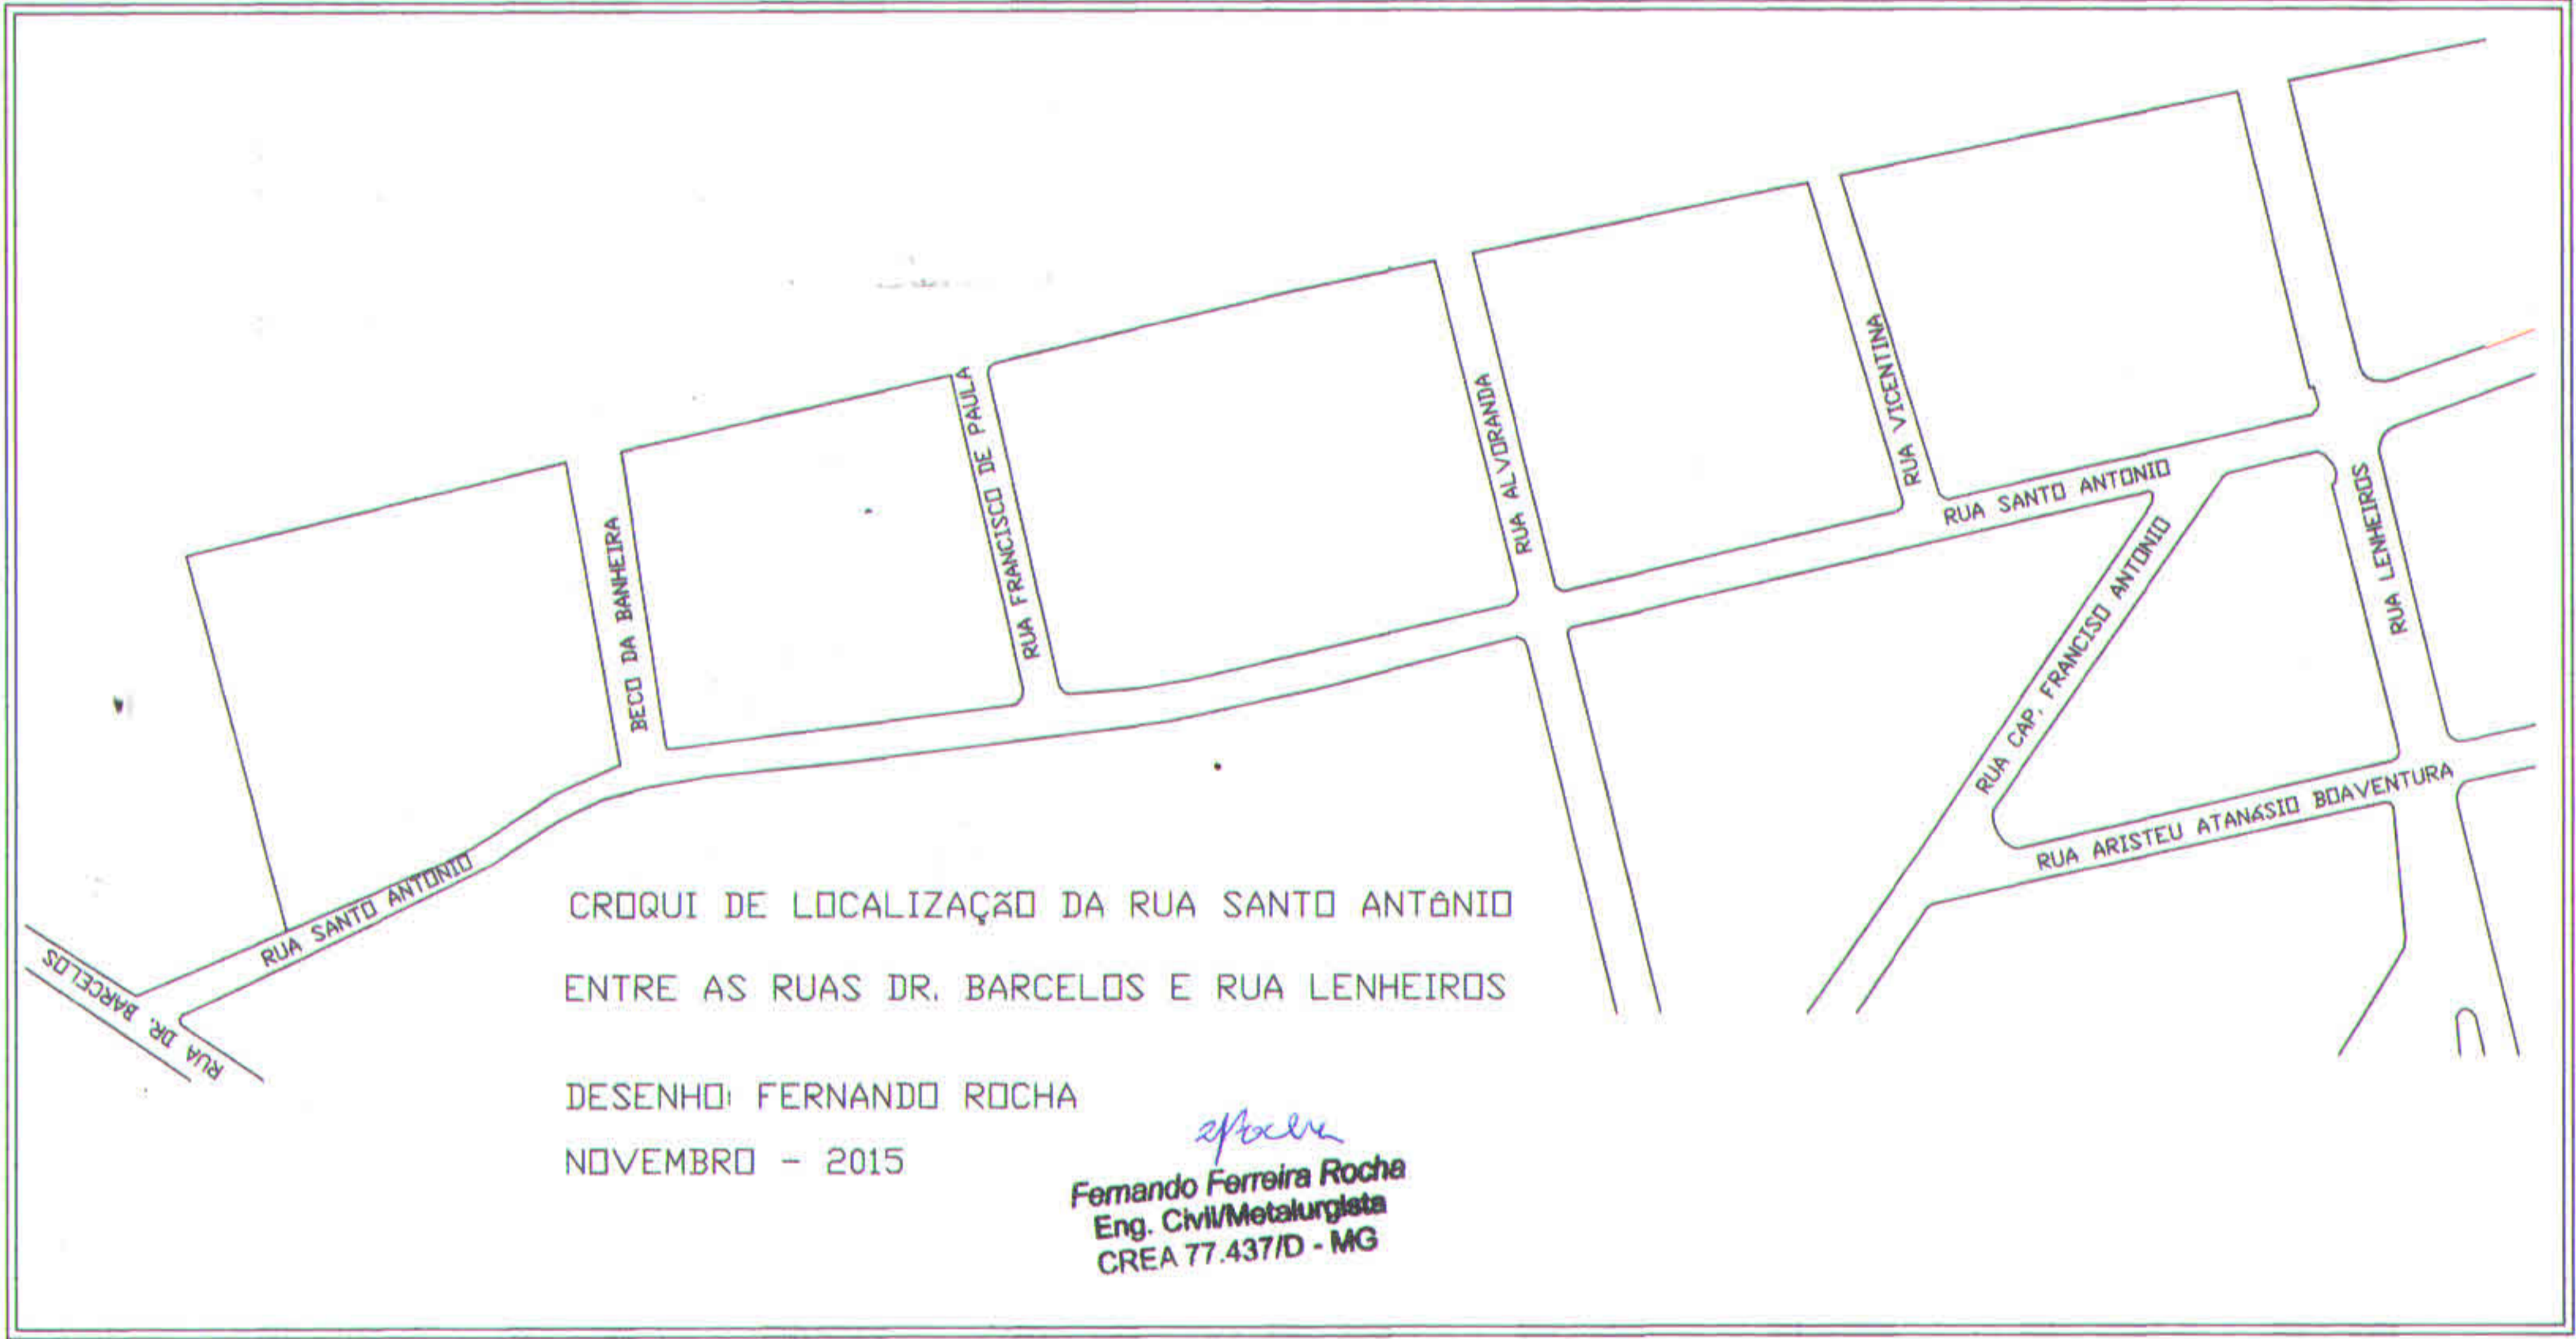 BECO DA BANHEIRA
RUA FRANCISCO DE PAULA
RUA ALVORANDA
RUA VICENTINA
RUA SANTO ANTONIO
RUA LENHEIROS
RUA CAP. FRANCISO ANTONIO
RUA ARISTEU ATANÁSIO BOAVENTURA
RUA SANTO ANTONIO
RUA DR. BARCELOS
CROQUI DE LOCALIZAÇÃO DA RUA SANTO ANTÔNIO
ENTRE AS RUAS DR. BARCELOS E RUA LENHEIROS
DESENHO: FERNANDO ROCHA
NOVEMBRO - 2015
Fernando Ferreira Rocha
Eng. Civil/Metalurgista
CREA 77.437/D - MG